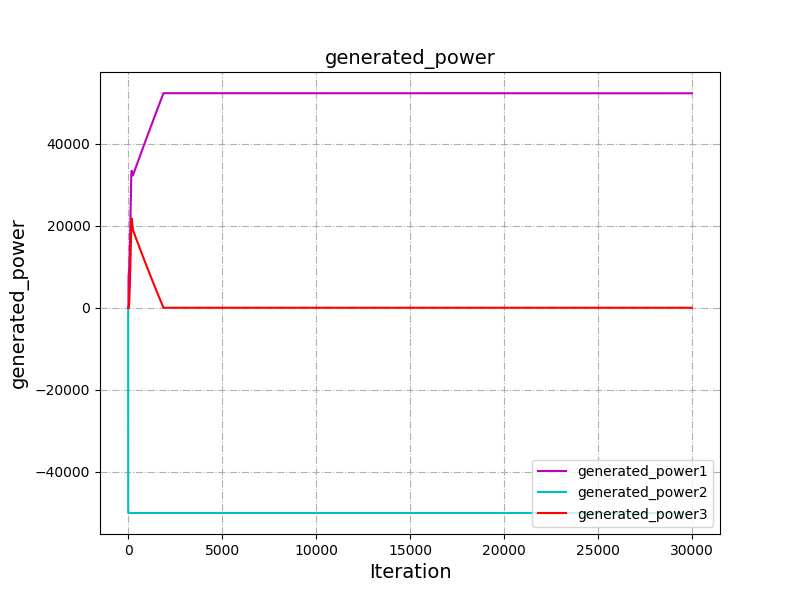 generated_power
generated_power
40000
20000
0
−20000
−40000
generated_power1
generated_power2
generated_power3
0 5000 10000 15000 20000 25000 30000
Iteration